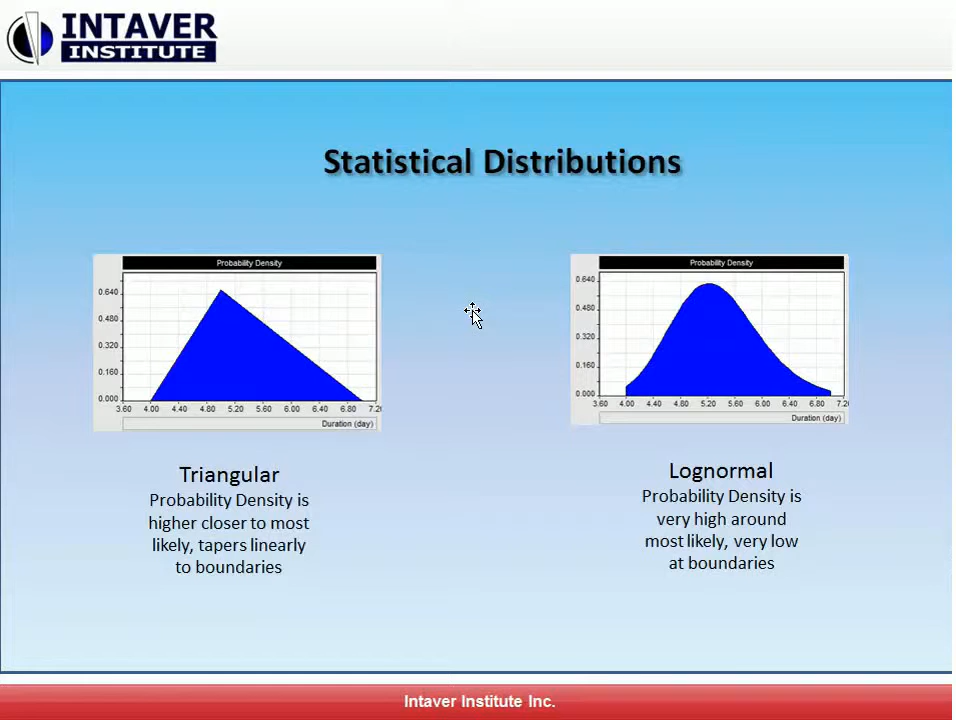 INTAVER
INSTITUTE
Statistical Distributions
Probability Density
0.640
0.480
0.320
0.160
0.000
3.60 4.00 4.40 4.80 5.20 5.60 6.00 6.40 6.80 7.20
Duration (day)
Triangular
Probability Density is
higher closer to most
likely, tapers linearly
to boundaries
Probability Density
0.640
0.480
0.320
0.160
0.000
3.60 4.00 4.40 4.80 5.20 5.60 6.00 6.40 6.80 7.20
Duration (day)
Lognormal
Probability Density is
very high around
most likely, very low
at boundaries
Intaver Institute Inc.